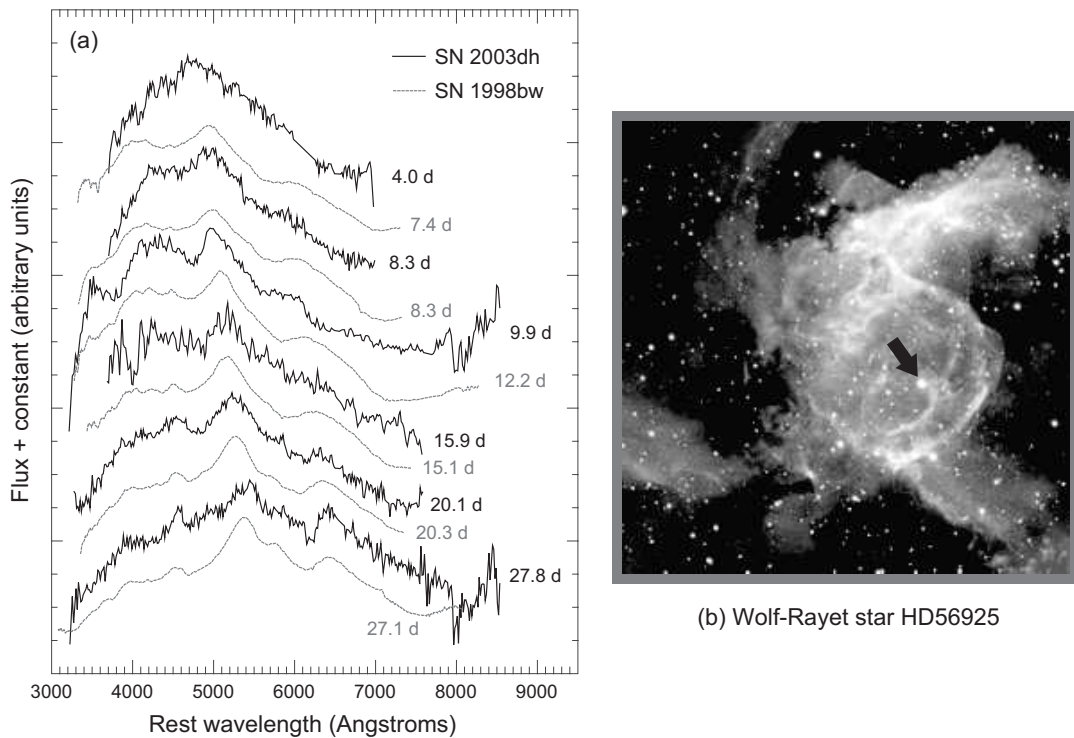 (a)
SN 2003dh
SN 1998bw
4.0 d
7.4 d
8.3 d
8.3 d
9.9 d
12.2 d
15.9 d
15.1 d
20.1 d
20.3 d
27.8 d
27.1 d
Flux + constant (arbitrary units)
3000 4000 5000 6000 7000 8000 9000
Rest wavelength (Angstroms)
(b) Wolf-Rayet star HD56925